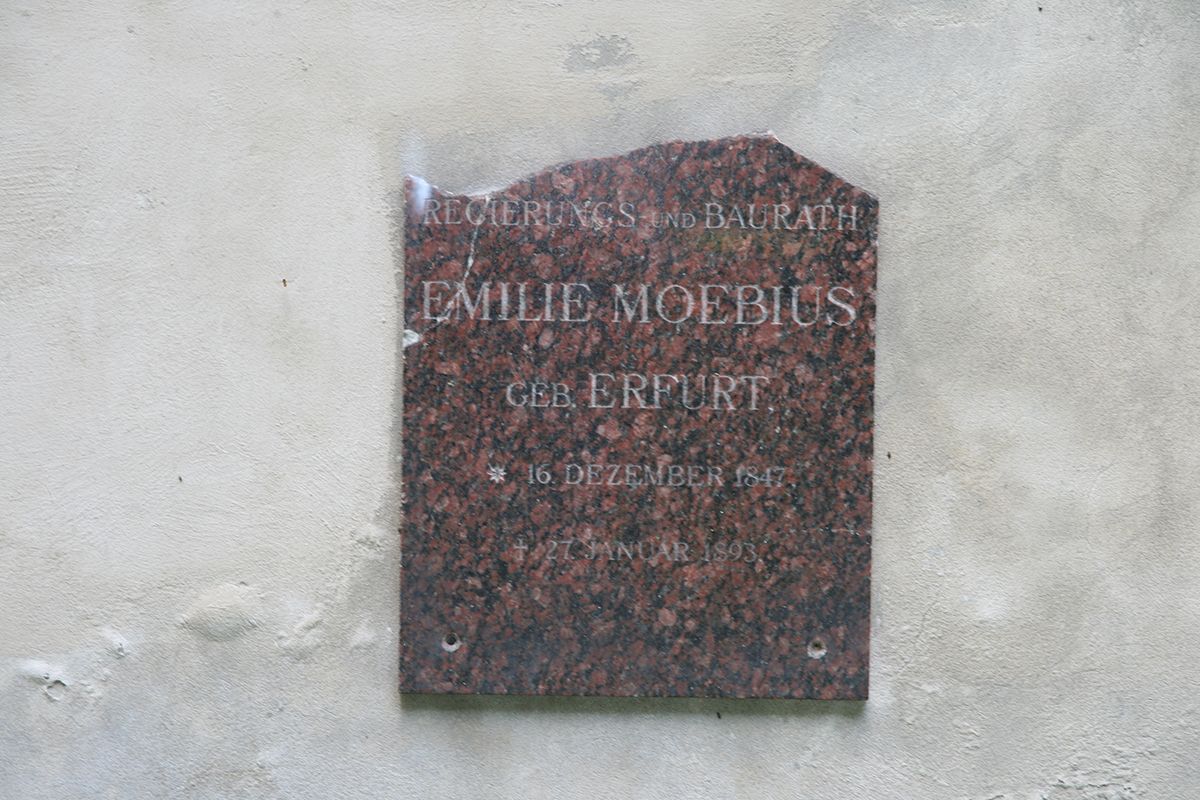 REGIERUNGS- UND BAURATH
EMILIE MOEBIUS
GEB. ERFURT,
* 16. DEZEMBER 1847.
† 27. JANUAR 1893.